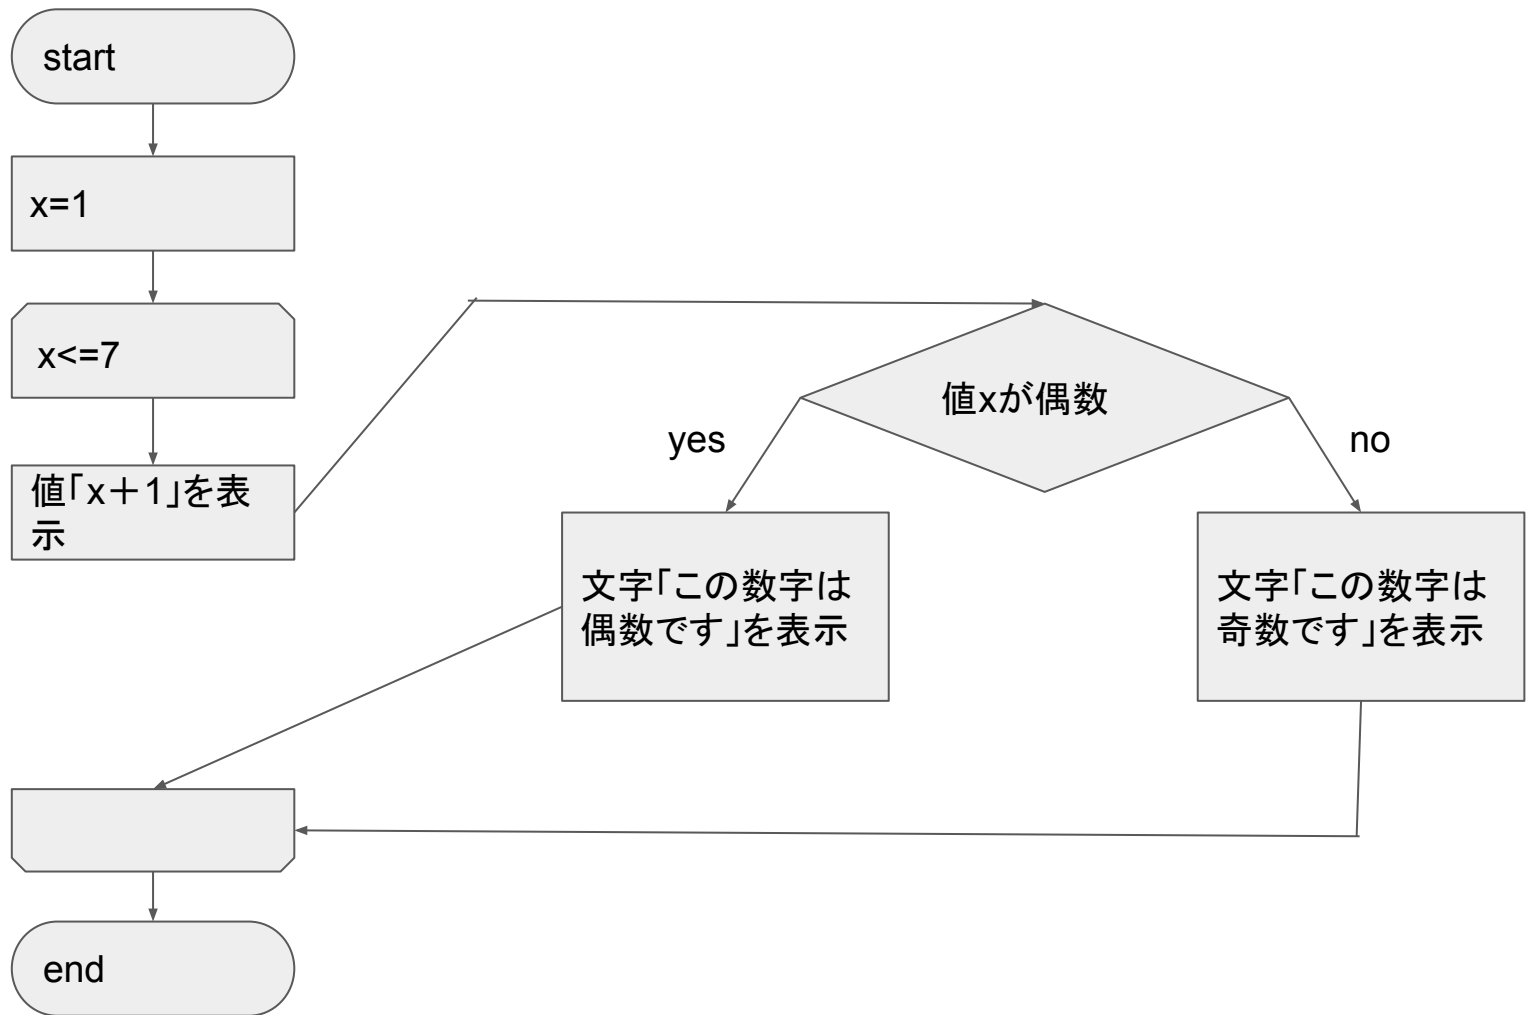 start
x=1
x<=7
値「x＋1」を表
示
値xが偶数
yes
no
文字「この数字は
偶数です」を表示
文字「この数字は
奇数です」を表示
end